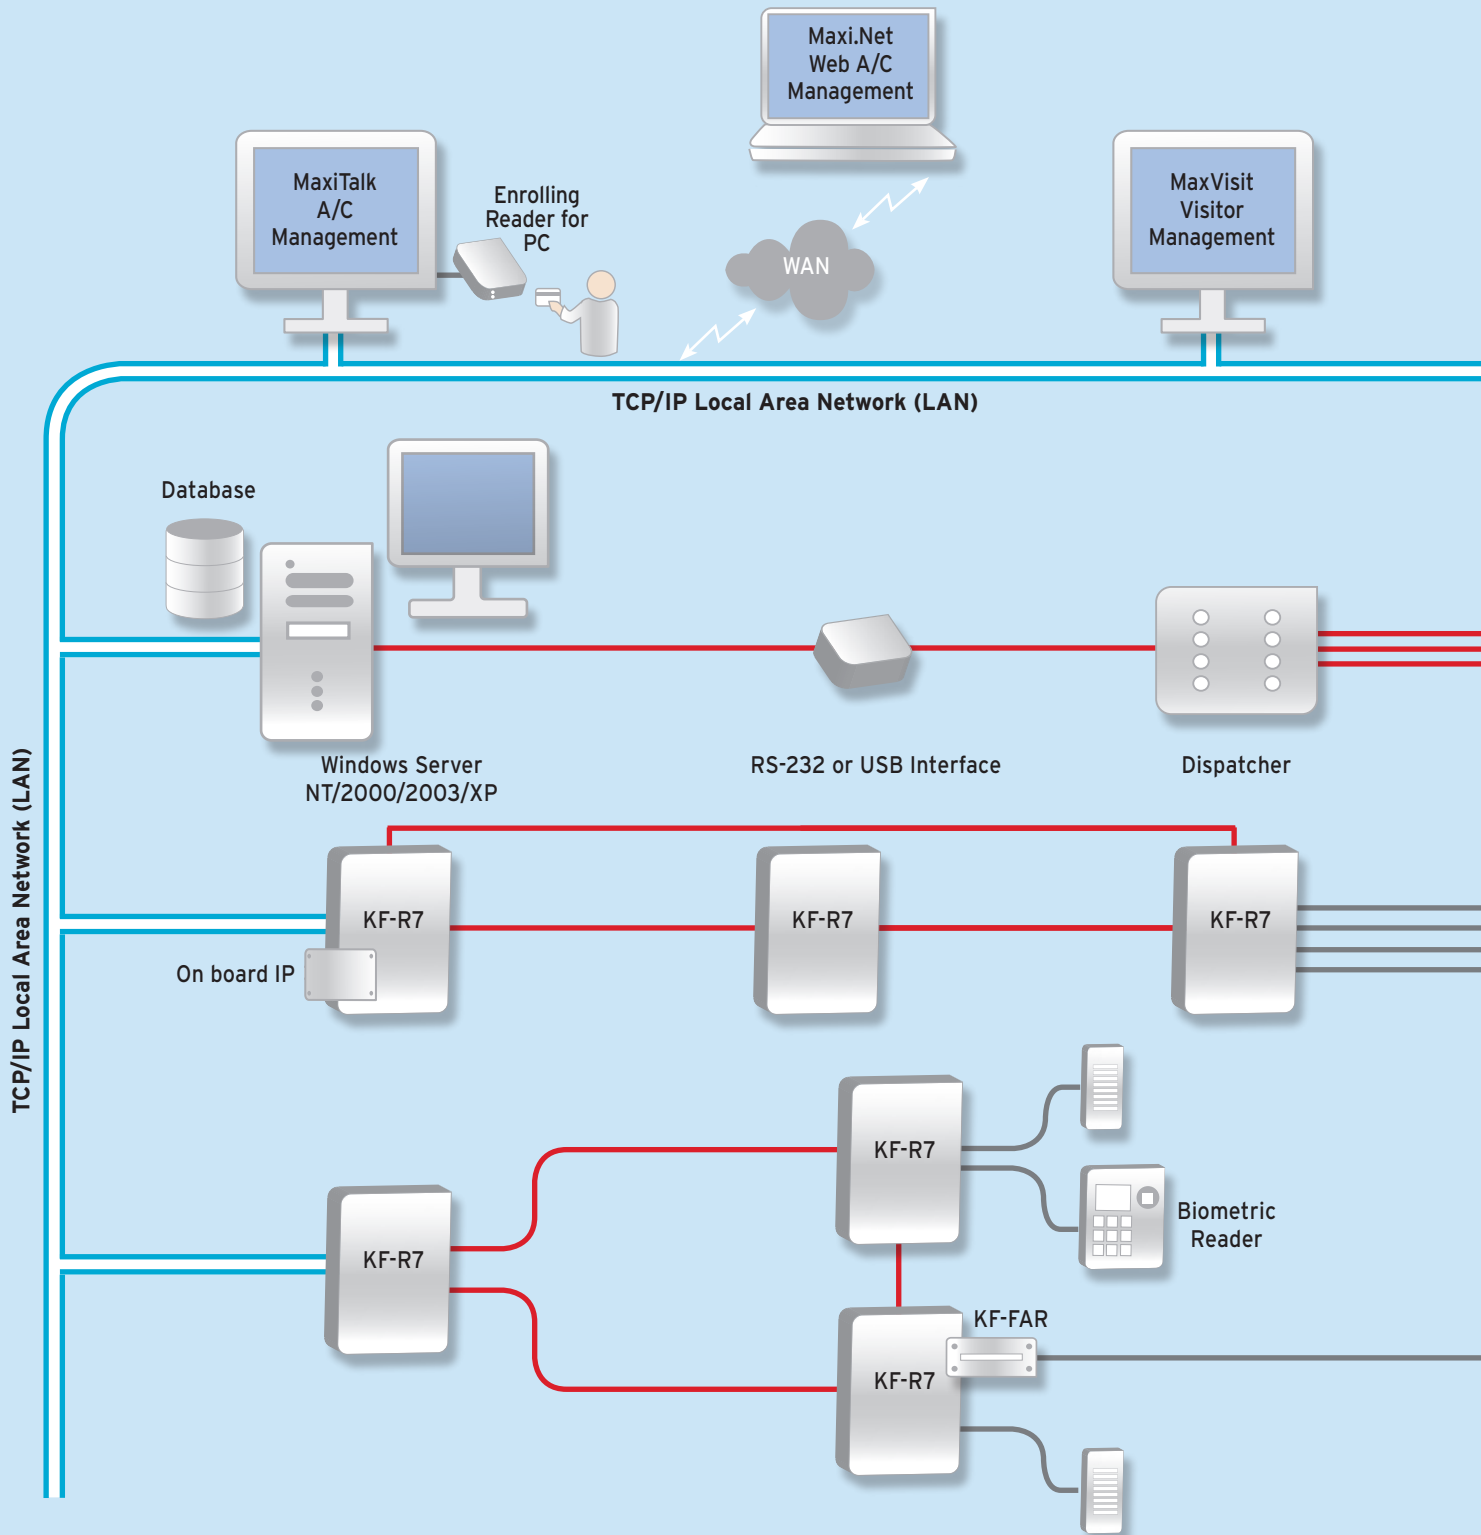 Maxi.Net
Web A/C
Management
MaxiTalk
A/C
Management
Enrolling
Reader for
PC
WAN
MaxVisit
Visitor
Management
TCP/IP Local Area Network (LAN)
Database
Windows Server
NT/2000/2003/XP
RS-232 or USB Interface
Dispatcher
TCP/IP Local Area Network (LAN)
KF-R7
KF-R7
KF-R7
On board IP
KF-R7
Biometric
Reader
KF-R7
KF-FAR
KF-R7